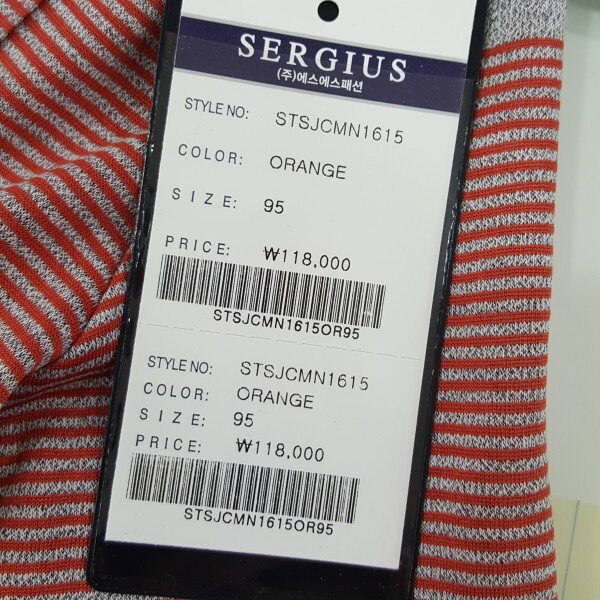 SERGIUS
(주)에스에스패션
STYLE NO: STSJCMN1615
COLOR: ORANGE
SIZE: 95
PRICE: ₩118,000
STSJCMN1615OR95
STYLE NO: STSJCMN1615
COLOR: ORANGE
SIZE: 95
PRICE: ₩118,000
STSJCMN1615OR95